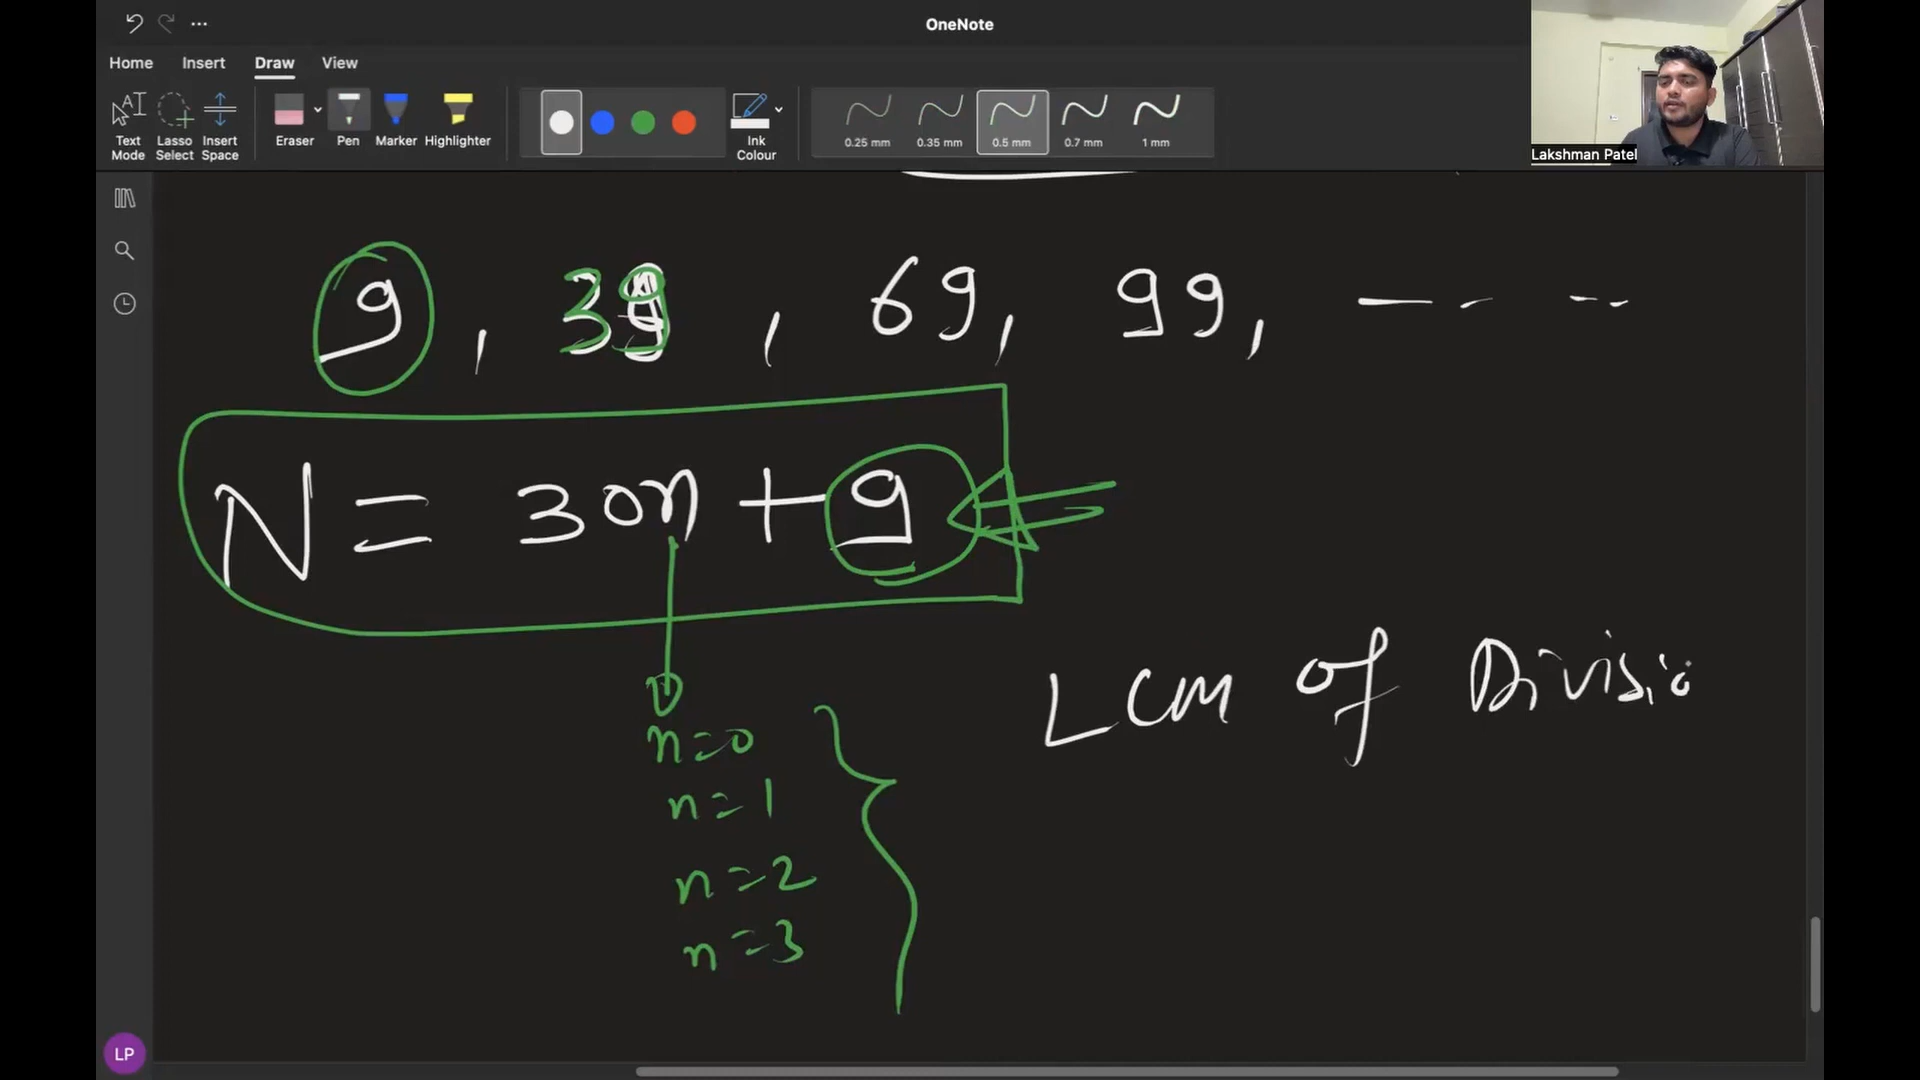 OneNote
Home Insert Draw View
Text Mode Lasso Select Insert Space Eraser Pen Marker Highlighter Ink Colour 0.25 mm 0.35 mm 0.5 mm 0.7 mm 1 mm
Lakshman Patel
9, 39, 69, 99, — - --
N = 30n + 9
LCM of Divisio
n=0
n=1
n=2
n=3
LP